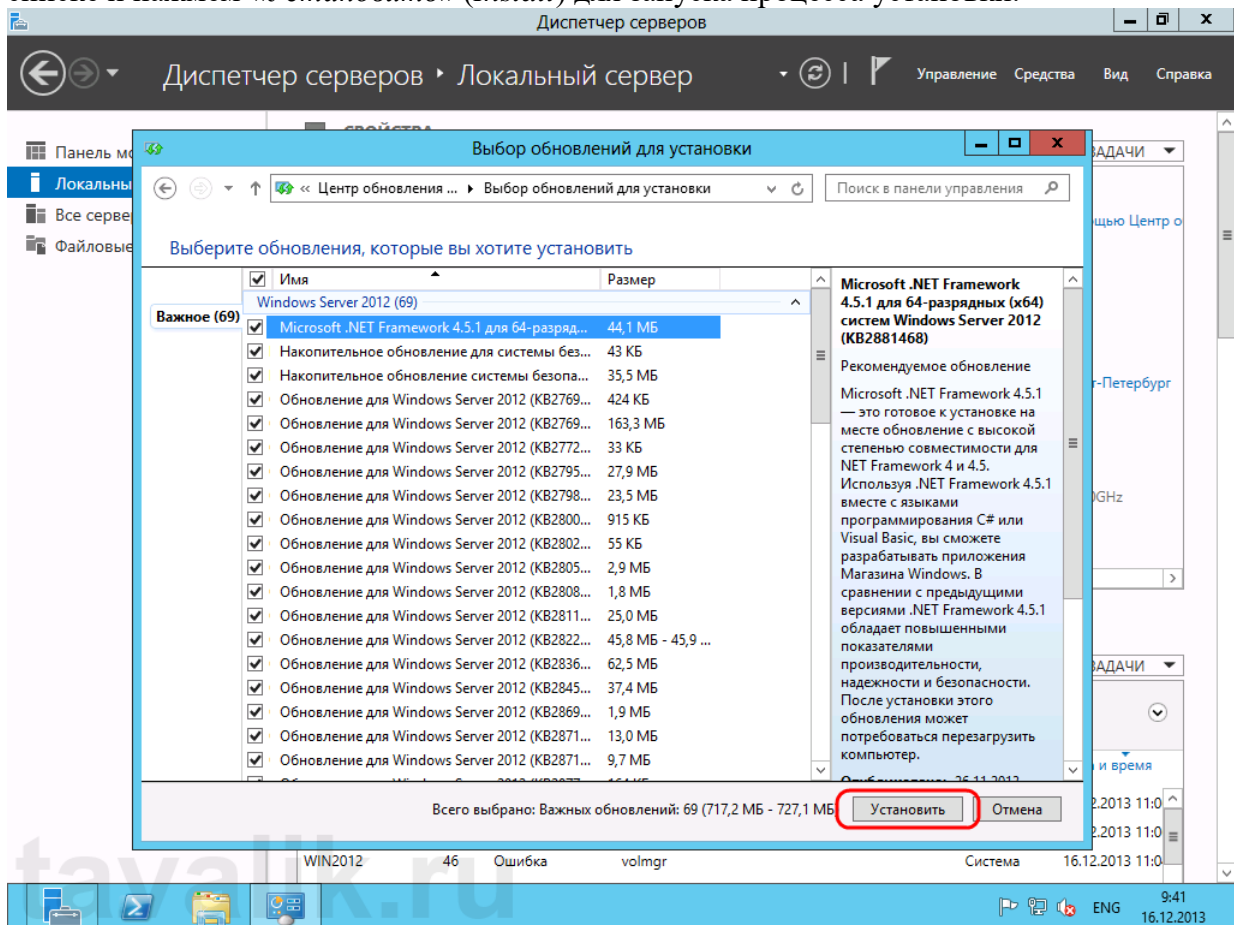 Диспетчер серверов
Диспетчер серверов ‣ Локальный сервер
Управление Средства Вид Справка
Выбор обновлений для установки
ЗАДАЧИ
Локальны
Все сервер
Файловые
« Центр обновления ... ▸ Выбор обновлений для установки
Поиск в панели управления
Выберите обновления, которые вы хотите установить
Имя Размер
Windows Server 2012 (69)
Важное (69)
Microsoft .NET Framework 4.5.1 для 64-разряд... 44,1 МБ
Накопительное обновление для системы без... 43 КБ
Накопительное обновление системы безопа... 35,5 МБ
Обновление для Windows Server 2012 (KB2769... 424 КБ
Обновление для Windows Server 2012 (KB2769... 163,3 МБ
Обновление для Windows Server 2012 (KB2772... 33 КБ
Обновление для Windows Server 2012 (KB2795... 27,9 МБ
Обновление для Windows Server 2012 (KB2798... 23,5 МБ
Обновление для Windows Server 2012 (KB2800... 915 КБ
Обновление для Windows Server 2012 (KB2802... 55 КБ
Обновление для Windows Server 2012 (KB2805... 2,9 МБ
Обновление для Windows Server 2012 (KB2808... 1,8 МБ
Обновление для Windows Server 2012 (KB2811... 25,0 МБ
Обновление для Windows Server 2012 (KB2822... 45,8 МБ - 45,9 ...
Обновление для Windows Server 2012 (KB2836... 62,5 МБ
Обновление для Windows Server 2012 (KB2845... 37,4 МБ
Обновление для Windows Server 2012 (KB2869... 1,9 МБ
Обновление для Windows Server 2012 (KB2871... 13,0 МБ
Обновление для Windows Server 2012 (KB2871... 9,7 МБ
Microsoft .NET Framework
4.5.1 для 64-разрядных (x64)
систем Windows Server 2012
(KB2881468)
Рекомендуемое обновление
Microsoft .NET Framework 4.5.1
— это готовое к установке на
месте обновление с высокой
степенью совместимости для
NET Framework 4 и 4.5.
Используя .NET Framework 4.5.1
вместе с языками
программирования C# или
Visual Basic, вы сможете
разрабатывать приложения
Магазина Windows. В
сравнении с предыдущими
версиями .NET Framework 4.5.1
обладает повышенными
показателями
производительности,
надежности и безопасности.
После установки этого
обновления может
потребоваться перезагрузить
компьютер.
Панель мо
щью Центр о
т-Петербург
GHz
ЗАДАЧИ
и время
2.2013 11:0
2.2013 11:0
Всего выбрано: Важных обновлений: 69 (717,2 МБ - 727,1 МБ
Установить Отмена
WIN2012 46 Ошибка volmgr Система 16.12.2013 11:0
tavalik.ru
ENG 9:41
16.12.2013